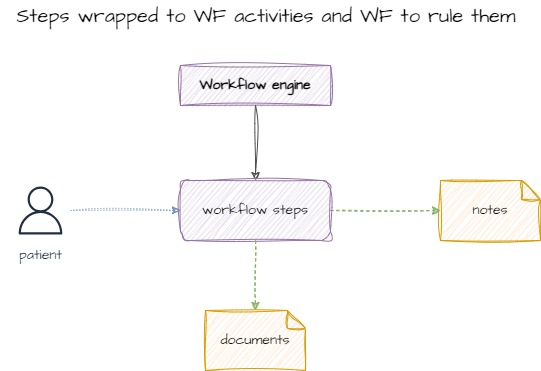 Steps wrapped to WF activities and WF to rule them
Workflow engine
workflow steps
notes
patient
documents